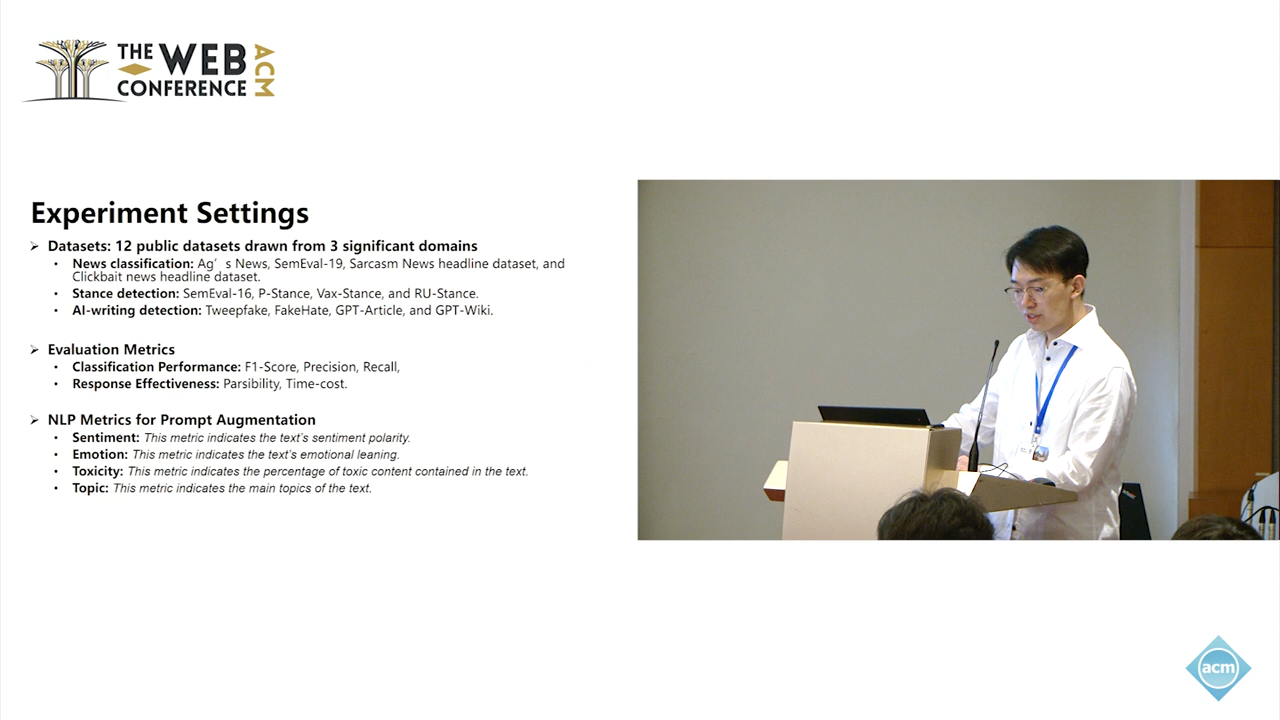 THE WEB
CONFERENCE
ACM
Experiment Settings
➢ Datasets: 12 public datasets drawn from 3 significant domains
• News classification: Ag’ s News, SemEval-19, Sarcasm News headline dataset, and
Clickbait news headline dataset.
• Stance detection: SemEval-16, P-Stance, Vax-Stance, and RU-Stance.
• AI-writing detection: Tweepfake, FakeHate, GPT-Article, and GPT-Wiki.
➢ Evaluation Metrics
• Classification Performance: F1-Score, Precision, Recall,
• Response Effectiveness: Parsibility, Time-cost.
➢ NLP Metrics for Prompt Augmentation
• Sentiment: This metric indicates the text’s sentiment polarity.
• Emotion: This metric indicates the text’s emotional leaning.
• Toxicity: This metric indicates the percentage of toxic content contained in the text.
• Topic: This metric indicates the main topics of the text.
acm